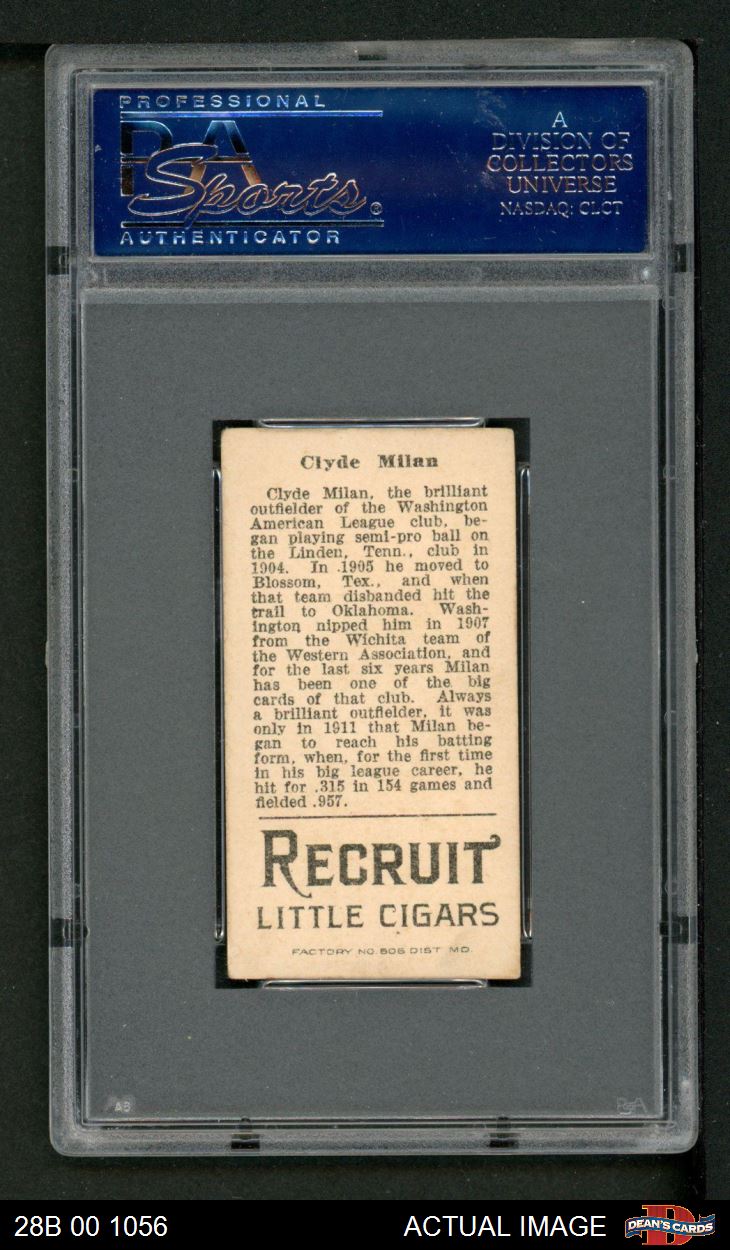 PROFESSIONAL
PSA
Sports®
AUTHENTICATOR
A
DIVISION OF
COLLECTORS
UNIVERSE
NASDAQ: CLCT
Clyde Milan
Clyde Milan, the brilliant
outfielder of the Washington
American League club, be-
gan playing semi-pro ball on
the Linden, Tenn., club in
1904. In 1905 he moved to
Blossom, Tex., and when
that team disbanded hit the
trail to Oklahoma. Wash-
ington nipped him in 1907
from the Wichita team of
the Western Association, and
for the last six years Milan
has been one of the big
cards of that club. Always
a brilliant outfielder, it was
only in 1911 that Milan be-
gan to reach his batting
form, when, for the first time
in his big league career, he
hit for .315 in 154 games and
fielded .957.
RECRUIT
LITTLE CIGARS
FACTORY NO. 606 DIST MD.
PSA
28B 00 1056
ACTUAL IMAGE
DEAN'S CARDS